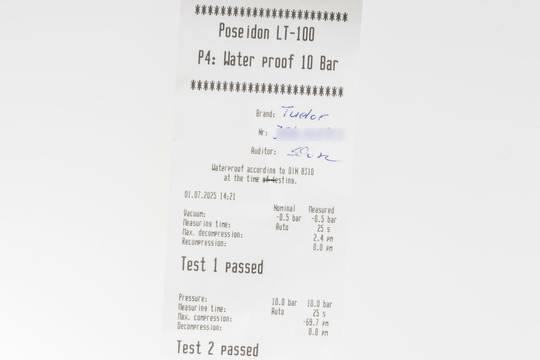 ********************************
Poseidon LT-100
P4: Water proof 10 Bar
********************************
Brand: Tudor
Nr:
Auditor:
Waterproof according to DIN 8310
at the time of testing.
01.07.2025 14:21
Nominal Measured
Vacuum: -0.5 bar -0.5 bar
Measuring time: Auto 25 s
Max. decompression: 2.4 µm
Recompression: 0.0 µm
Test 1 passed
Pressure: 10.0 bar 10.0 bar
Measuring time: Auto 25 s
Max. compression: -69.7 µm
Decompression: 0.0 µm
Test 2 passed